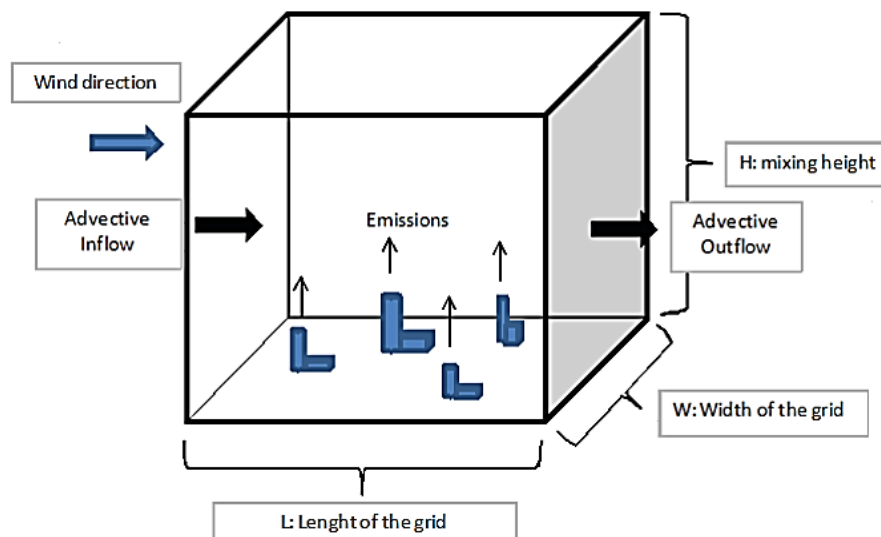 Wind direction
H: mixing height
Advective
Inflow
Emissions
Advective
Outflow
W: Width of the grid
L: Lenght of the grid